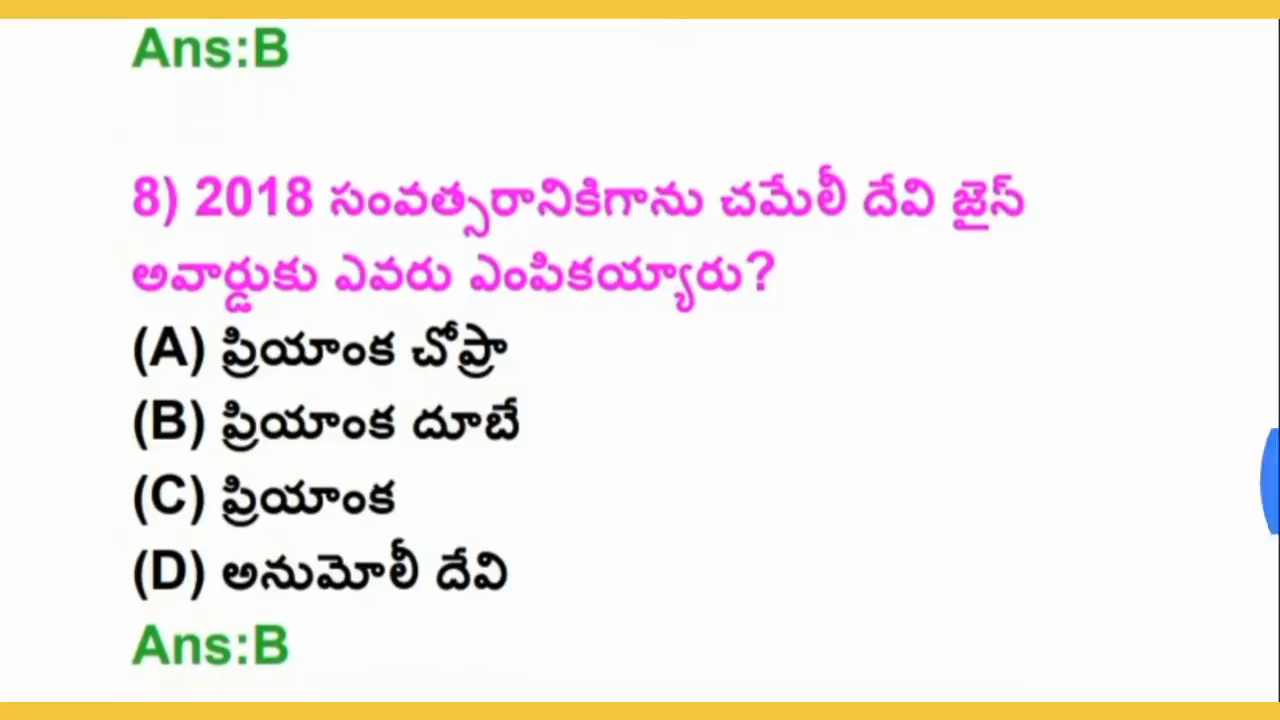 Ans:B
8) 2018 సంవత్సరానికిగాను చమేలీ దేవి జైస్
అవార్డుకు ఎవరు ఎంపికయ్యారు?
(A) ప్రియాంక చోప్రా
(B) ప్రియాంక దూబే
(C) ప్రియాంక
(D) అనుమోలీ దేవి
Ans:B